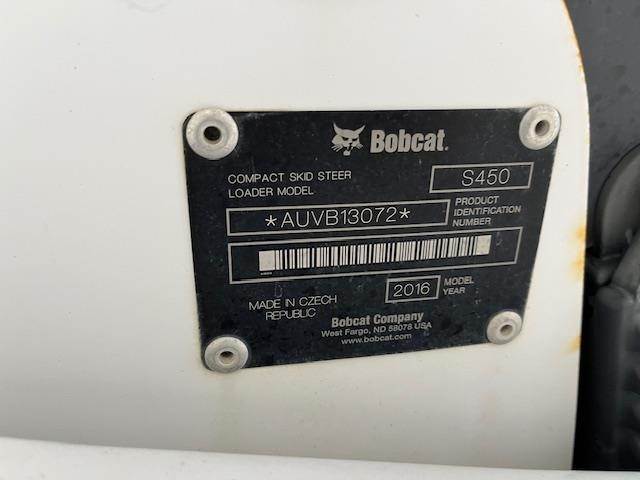 Bobcat.
COMPACT SKID STEER
LOADER MODEL
S450
*AUVB13072*
PRODUCT
IDENTIFICATION
NUMBER
MADE IN CZECH
REPUBLIC
2016
MODEL
YEAR
Bobcat Company
West Fargo, ND 58078 USA
www.bobcat.com